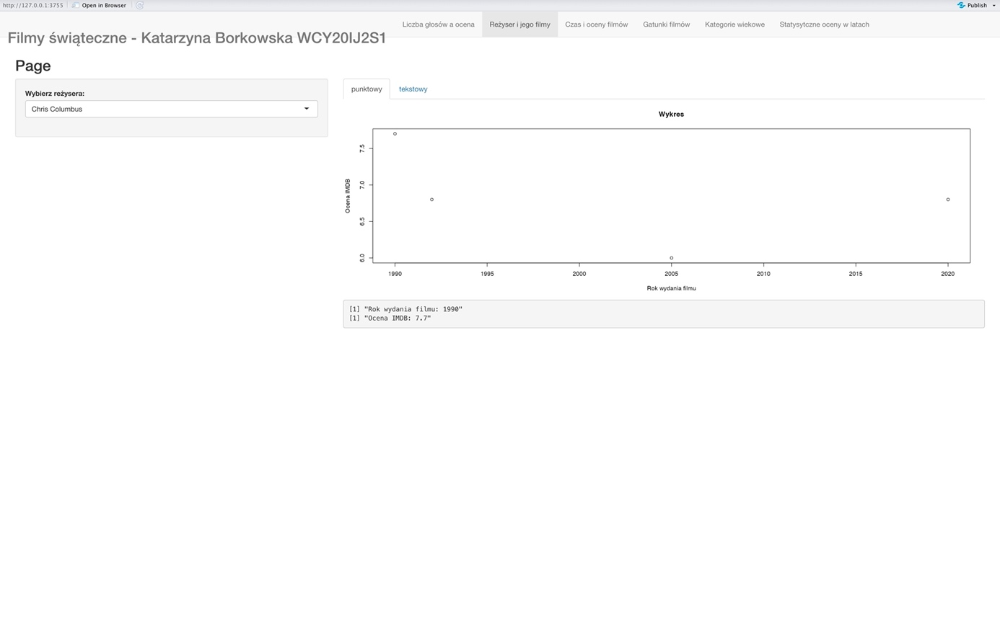 http://127.0.0.1:3755 Open in Browser Publish
Filmy świąteczne - Katarzyna Borkowska WCY20IJ2S1
Liczba głosów a ocena Reżyser i jego filmy Czas i oceny filmów Gatunki filmów Kategorie wiekowe Statysytczne oceny w latach
Page
Wybierz reżysera:
Chris Columbus
punktowy tekstowy
Wykres
Ocena IMDB
7.5
7.0
6.5
6.0
1990 1995 2000 2005 2010 2015 2020
Rok wydania filmu
[1] "Rok wydania filmu: 1990"
[1] "Ocena IMDB: 7.7"